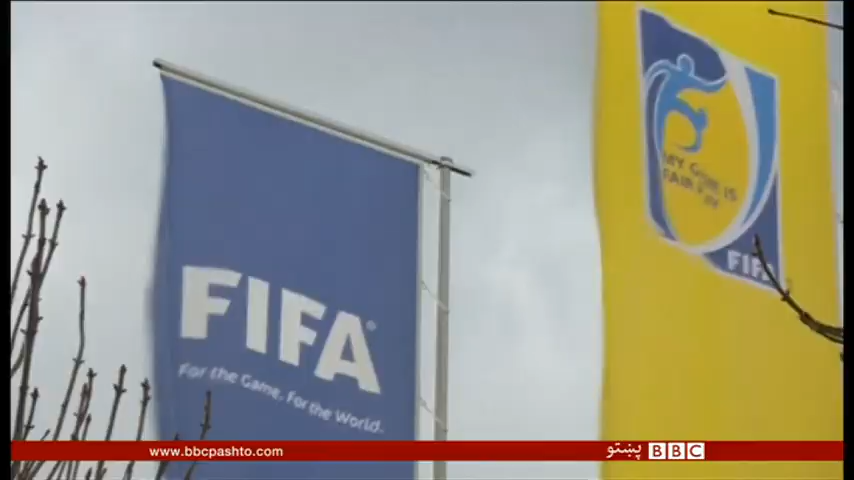 FIFA®
For the Game. For the World.
MY GAME IS
FAIR PLAY
FIFA
www.bbcpashto.com
پښتو BBC